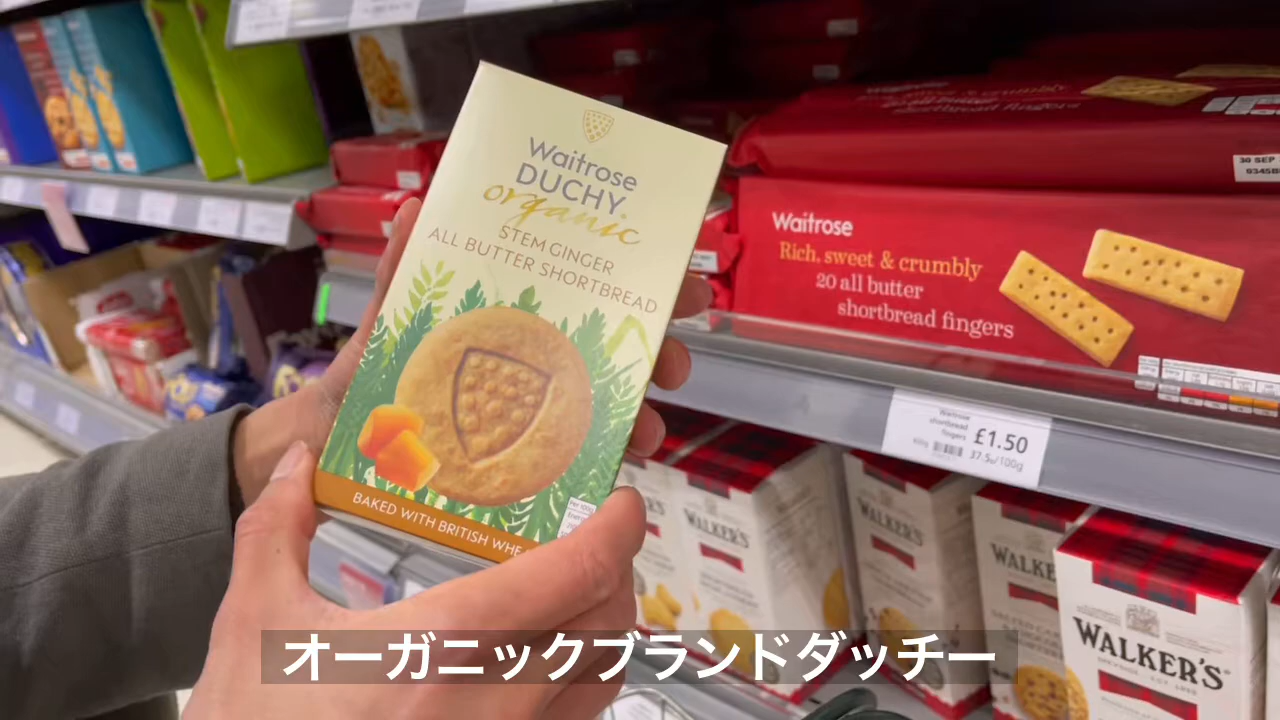 Waitrose
DUCHY
organic
STEM GINGER
ALL BUTTER SHORTBREAD
BAKED WITH BRITISH WHE
Waitrose
Rich, sweet & crumbly
20 all butter
shortbread fingers
30 SEP
0345B
Waitrose
shortbread
fingers
£1.50
37.5p/100g
WALKER'S
WALKER'S
WALKE
WALKER'S
オーガニックブランドダッチー